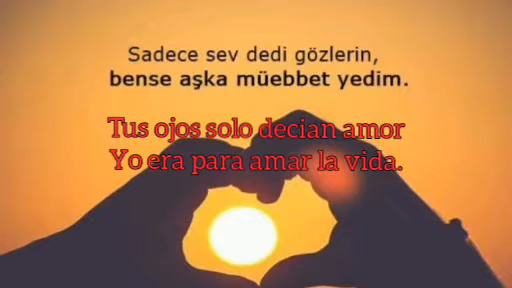 Sadece sev dedi gözlerin,
bense aşka müebbet yedim.
Tus ojos solo decian amor
Yo era para amar la vida.